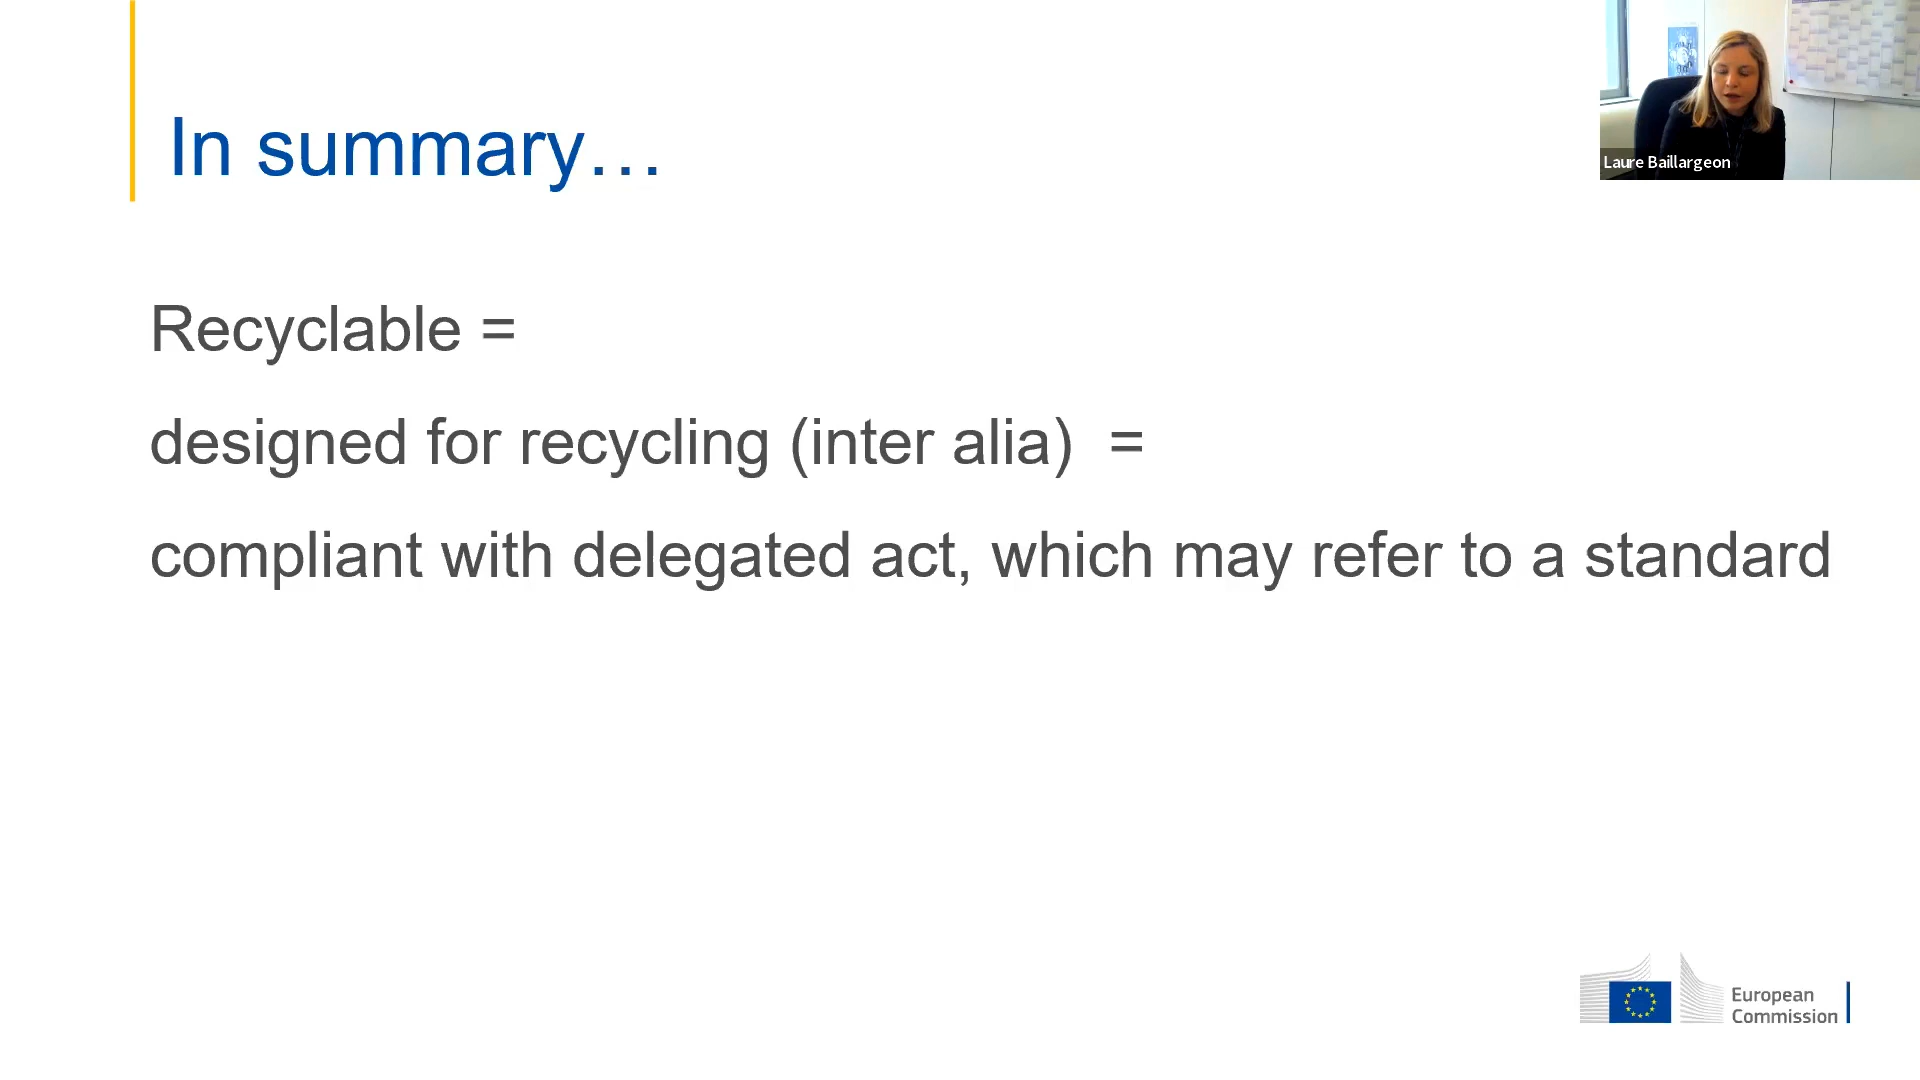 In summary…
Laure Baillargeon
Recyclable =
designed for recycling (inter alia)  =
compliant with delegated act, which may refer to a standard
European
Commission